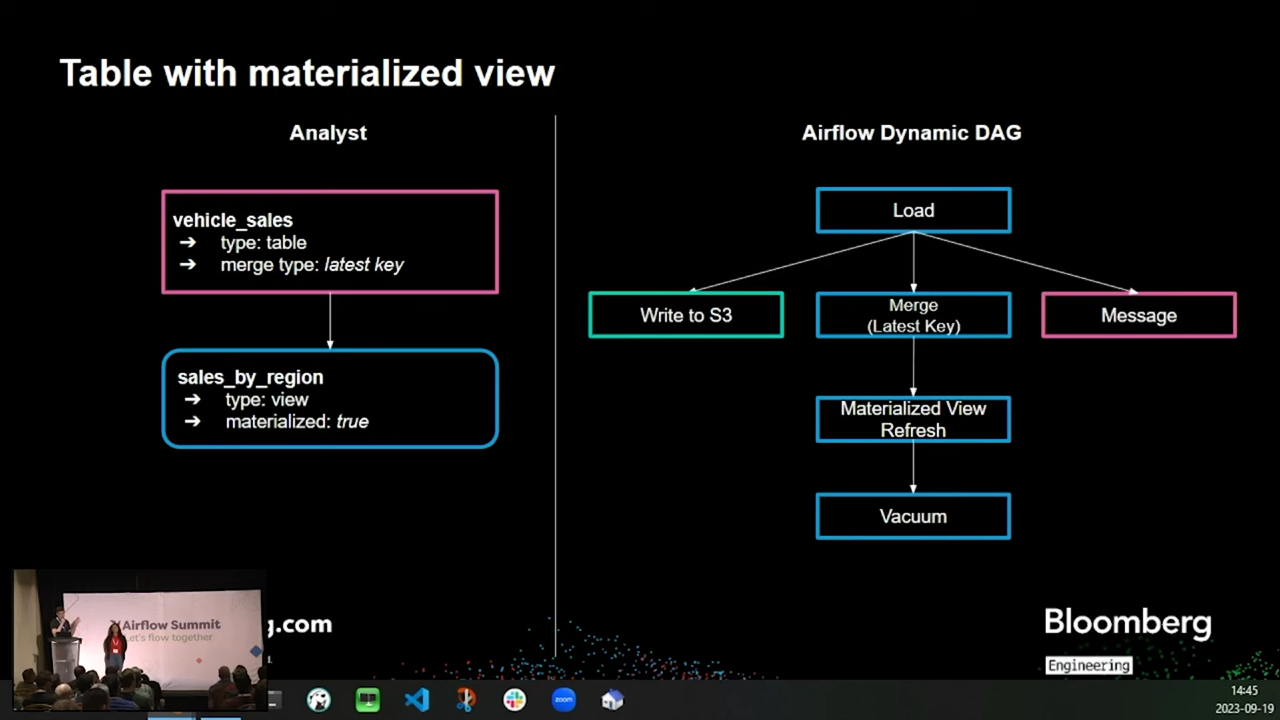 Table with materialized view
Analyst
vehicle_sales
➔ type: table
➔ merge type: latest key
sales_by_region
➔ type: view
➔ materialized: true
Airflow Dynamic DAG
Load
Write to S3
Merge
(Latest Key)
Message
Materialized View
Refresh
Vacuum
Airflow Summit
Let's flow together
g.com
Bloomberg
Engineering
zoom
14:45
2023-09-19